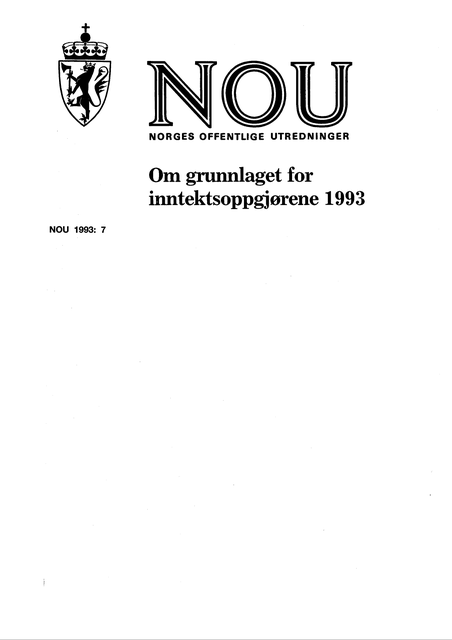 NOU
NORGES OFFENTLIGE UTREDNINGER
Om grunnlaget for
inntektsoppgjørene 1993
NOU 1993: 7